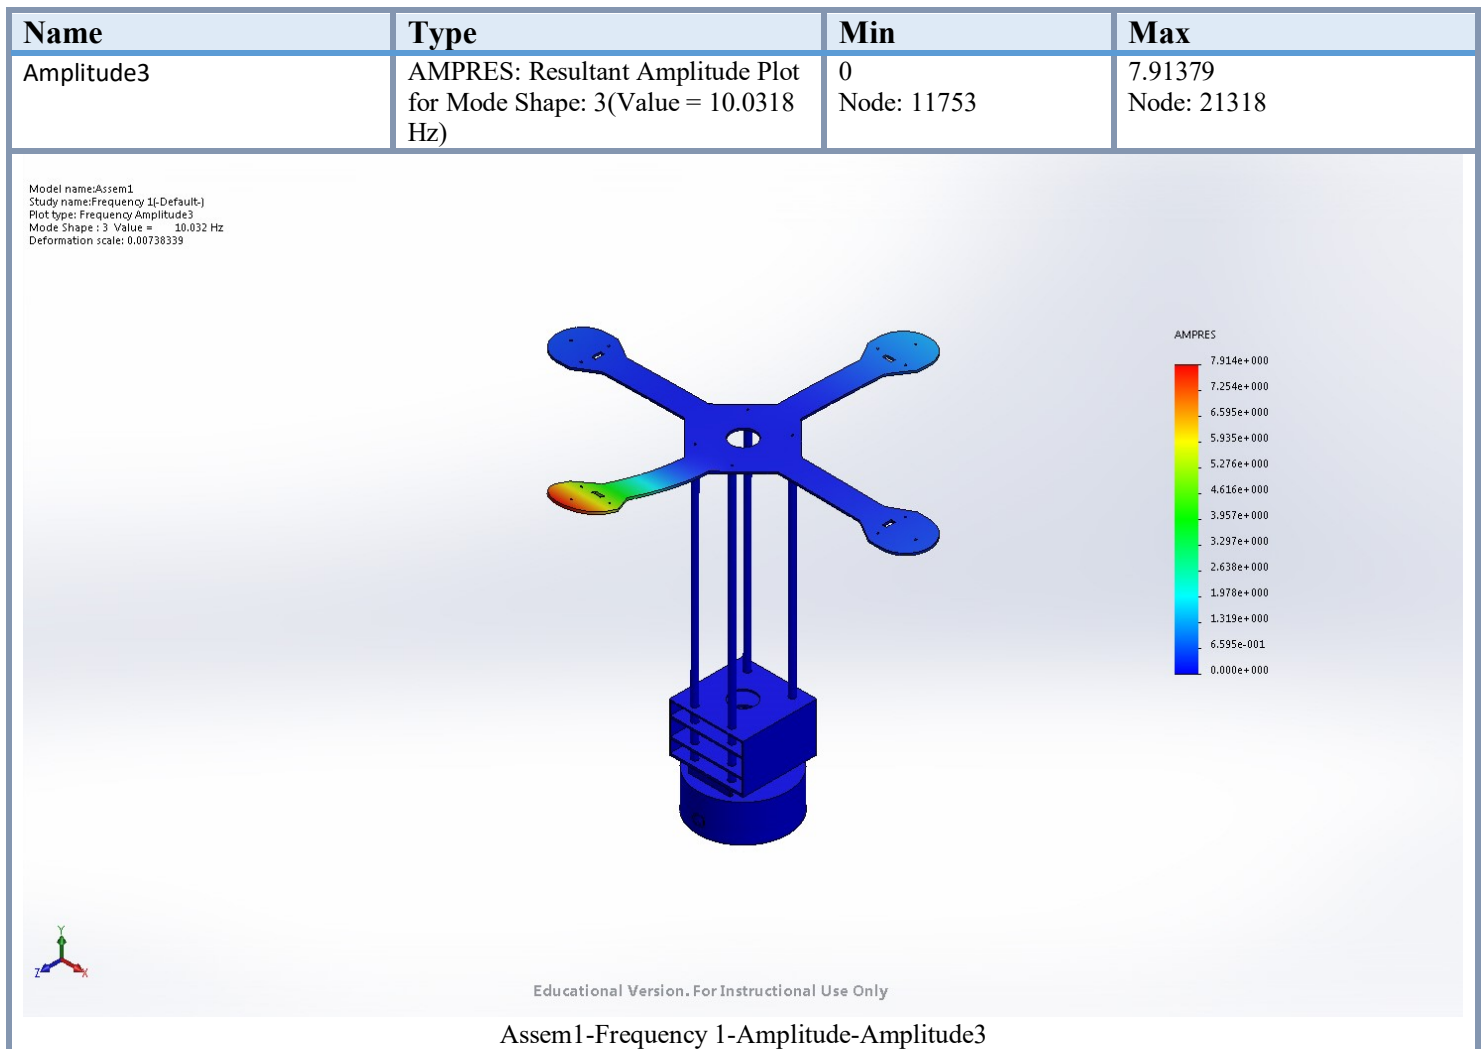 Name Type Min Max
Amplitude3 AMPRES: Resultant Amplitude Plot 0 7.91379
for Mode Shape: 3(Value = 10.0318 Node: 11753 Node: 21318
Hz)
Model name:Assem1
Study name:Frequency 1(-Default-)
Plot type: Frequency Amplitude3
Mode Shape : 3 Value = 10.032 Hz
Deformation scale: 0.00738339
AMPRES
7.914e+000
7.254e+000
6.595e+000
5.935e+000
5.276e+000
4.616e+000
3.957e+000
3.297e+000
2.638e+000
1.978e+000
1.319e+000
6.595e-001
0.000e+000
Y
Z X
Educational Version. For Instructional Use Only
Assem1-Frequency 1-Amplitude-Amplitude3